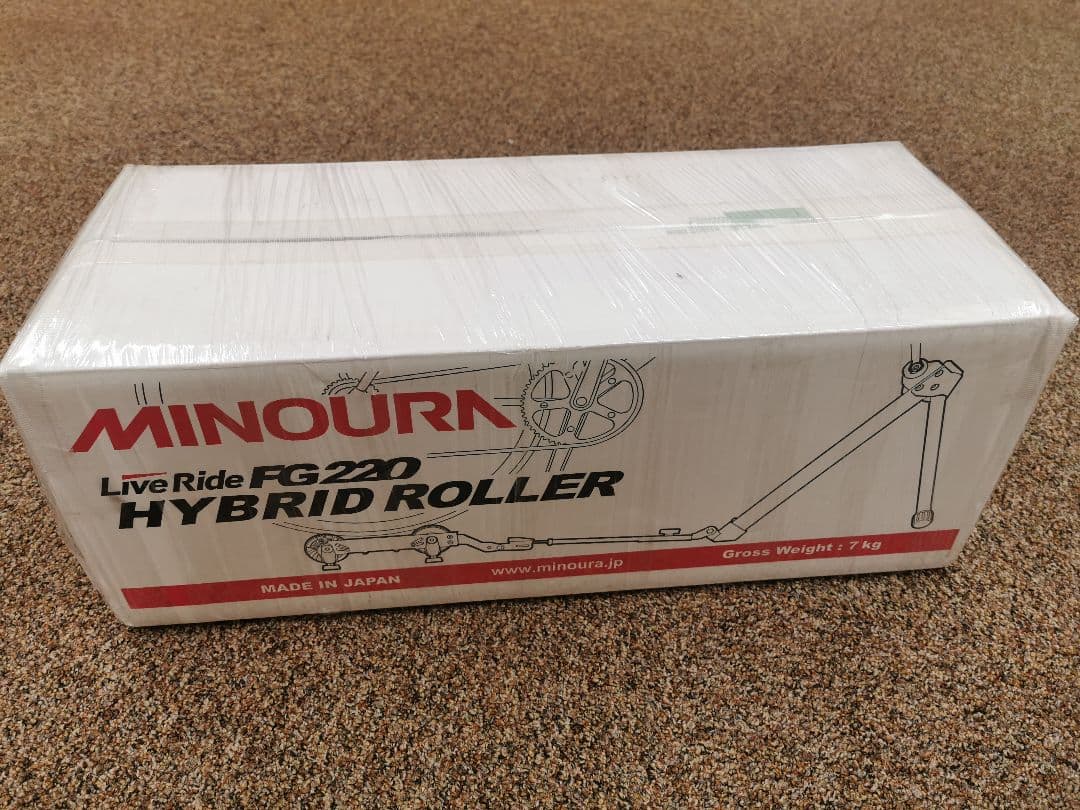 MINOURA
Live Ride FG220
HYBRID ROLLER
MADE IN JAPAN
www.minoura.jp
Gross Weight : 7 kg